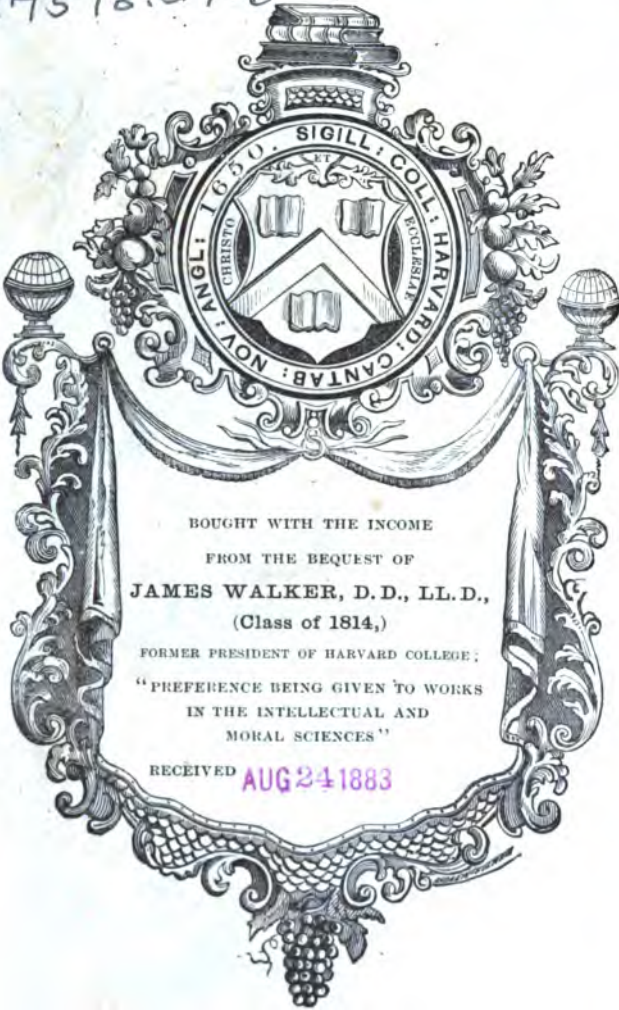 1650. SIGILL: COLL: HARVARD: CANTAB: NOV: ANGL:
ET
CHRISTO
ECCLESIAE
BOUGHT WITH THE INCOME
FROM THE BEQUEST OF
JAMES WALKER, D.D., LL.D.,
(Class of 1814,)
FORMER PRESIDENT OF HARVARD COLLEGE;
"PREFERENCE BEING GIVEN TO WORKS
IN THE INTELLECTUAL AND
MORAL SCIENCES"
RECEIVED AUG 24 1883